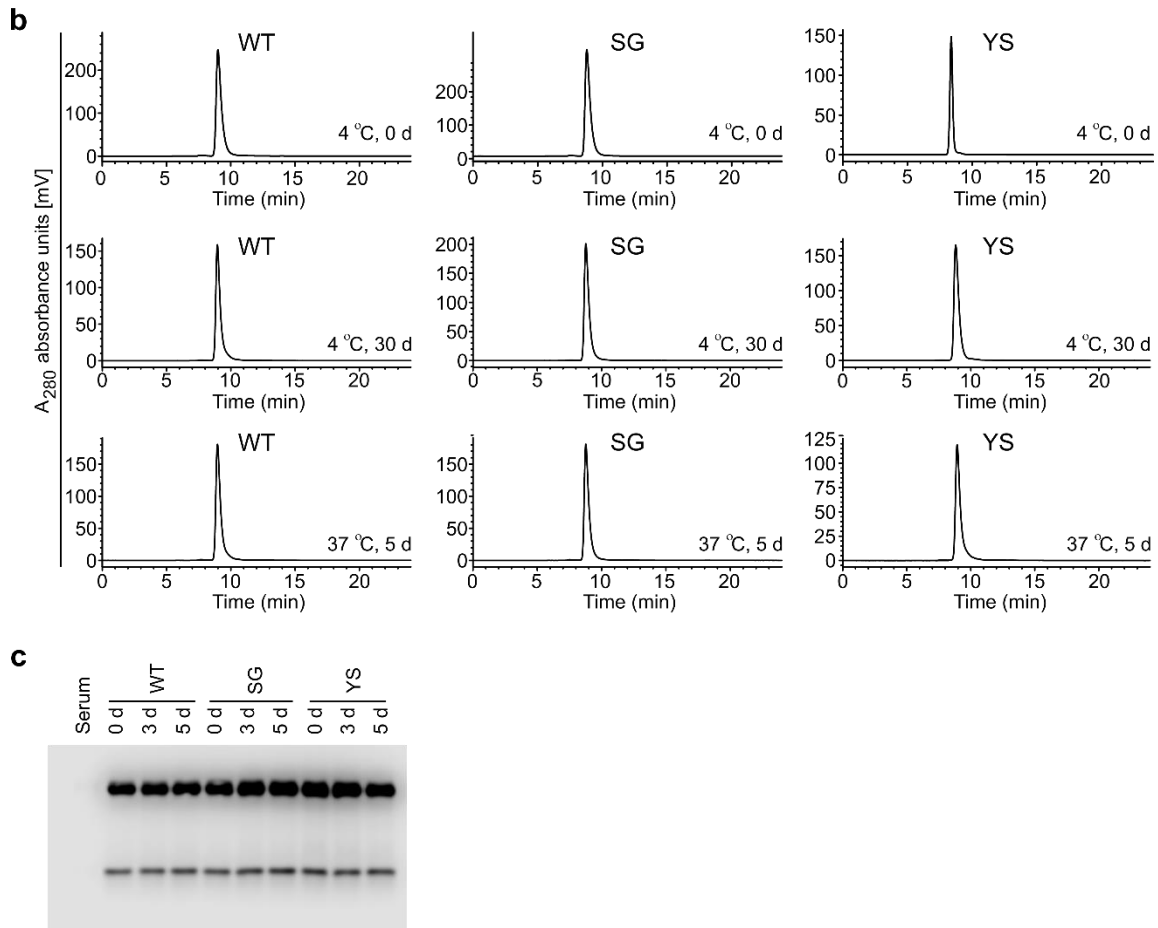 b
A280 absorbance units [mV]
WT
200
100
0
4 °C, 0 d
0 5 10 15 20
Time (min)
SG
200
100
0
4 °C, 0 d
0 5 10 15 20
Time (min)
YS
150
100
50
0
4 °C, 0 d
0 5 10 15 20
Time (min)
WT
150
100
50
0
4 °C, 30 d
0 5 10 15 20
Time (min)
SG
200
150
100
50
0
4 °C, 30 d
0 5 10 15 20
Time (min)
YS
150
100
50
0
4 °C, 30 d
0 5 10 15 20
Time (min)
WT
150
100
50
0
37 °C, 5 d
0 5 10 15 20
Time (min)
SG
150
100
50
0
37 °C, 5 d
0 5 10 15 20
Time (min)
YS
125
100
75
50
25
0
37 °C, 5 d
0 5 10 15 20
Time (min)
c
WT SG YS
Serum 0 d 3 d 5 d 0 d 3 d 5 d 0 d 3 d 5 d